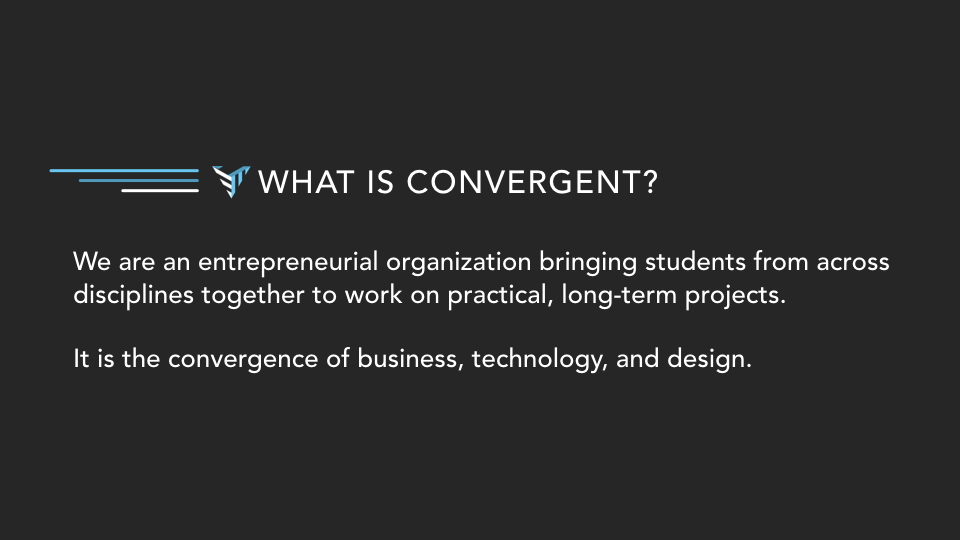 WHAT IS CONVERGENT?
We are an entrepreneurial organization bringing students from across
disciplines together to work on practical, long-term projects.
It is the convergence of business, technology, and design.